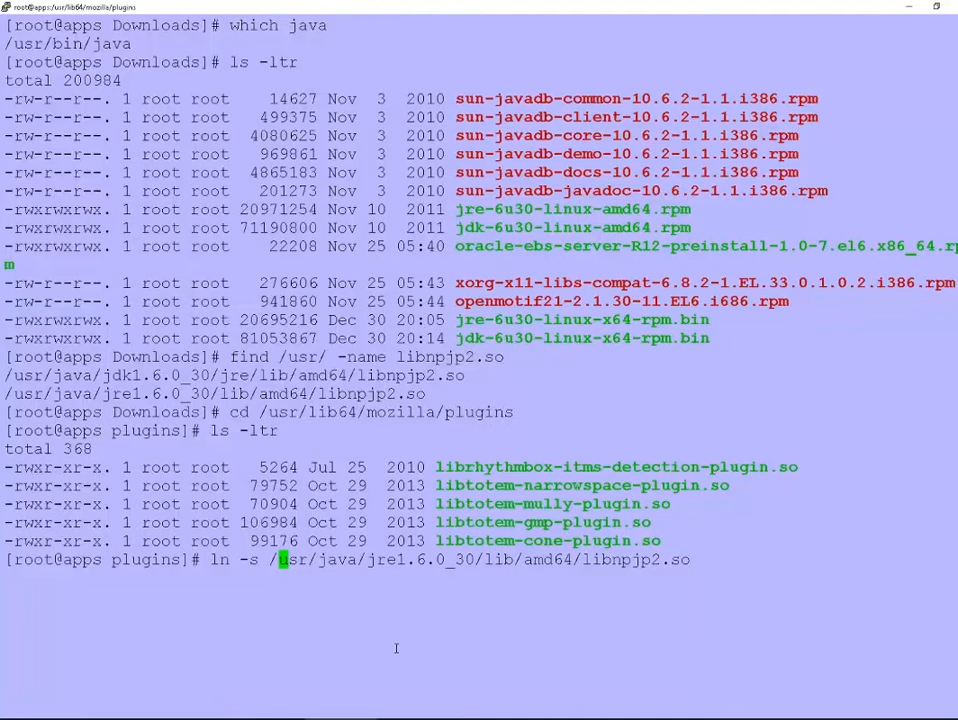 root@apps:/usr/lib64/mozilla/plugins
[root@apps Downloads]# which java
/usr/bin/java
[root@apps Downloads]# ls -ltr
total 200984
-rw-r--r--. 1 root root    14627 Nov  3  2010 sun-javadb-common-10.6.2-1.1.i386.rpm
-rw-r--r--. 1 root root   499375 Nov  3  2010 sun-javadb-client-10.6.2-1.1.i386.rpm
-rw-r--r--. 1 root root  4080625 Nov  3  2010 sun-javadb-core-10.6.2-1.1.i386.rpm
-rw-r--r--. 1 root root   969861 Nov  3  2010 sun-javadb-demo-10.6.2-1.1.i386.rpm
-rw-r--r--. 1 root root  4865183 Nov  3  2010 sun-javadb-docs-10.6.2-1.1.i386.rpm
-rw-r--r--. 1 root root   201273 Nov  3  2010 sun-javadb-javadoc-10.6.2-1.1.i386.rpm
-rwxrwxrwx. 1 root root 20971254 Nov 10  2011 jre-6u30-linux-amd64.rpm
-rwxrwxrwx. 1 root root 71190800 Nov 10  2011 jdk-6u30-linux-amd64.rpm
-rwxrwxrwx. 1 root root    22208 Nov 25 05:40 oracle-ebs-server-R12-preinstall-1.0-7.el6.x86_64.rp
m
-rwxrwxrwx. 1 root root   276606 Nov 25 05:43 xorg-x11-libs-compat-6.8.2-1.EL.33.0.1.0.2.i386.rpm
-rwxrwxrwx. 1 root root   941860 Nov 25 05:44 openmotif21-2.1.30-11.EL6.i686.rpm
-rwxrwxrwx. 1 root root 20695216 Dec 30 20:05 jre-6u30-linux-x64-rpm.bin
-rwxrwxrwx. 1 root root 81053867 Dec 30 20:14 jdk-6u30-linux-x64-rpm.bin
[root@apps Downloads]# find /usr/ -name libnpjp2.so
/usr/java/jdk1.6.0_30/jre/lib/amd64/libnpjp2.so
/usr/java/jre1.6.0_30/lib/amd64/libnpjp2.so
[root@apps Downloads]# cd /usr/lib64/mozilla/plugins
[root@apps plugins]# ls -ltr
total 368
-rwxr-xr-x. 1 root root   5264 Jul 25  2010 librhythmbox-itms-detection-plugin.so
-rwxr-xr-x. 1 root root  79752 Oct 29  2013 libtotem-narrowspace-plugin.so
-rwxr-xr-x. 1 root root  70904 Oct 29  2013 libtotem-mully-plugin.so
-rwxr-xr-x. 1 root root 106984 Oct 29  2013 libtotem-gmp-plugin.so
-rwxr-xr-x. 1 root root  99176 Oct 29  2013 libtotem-cone-plugin.so
[root@apps plugins]# ln -s /usr/java/jre1.6.0_30/lib/amd64/libnpjp2.so